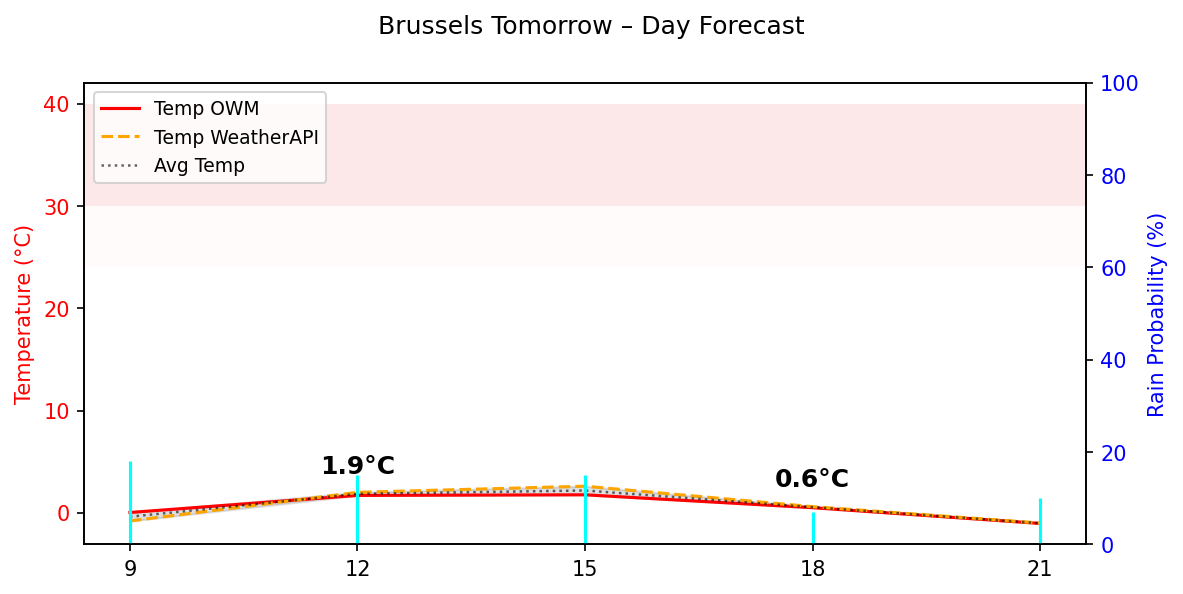 Brussels Tomorrow – Day Forecast
Temp OWM
Temp WeatherAPI
Avg Temp
Temperature (°C)
40
30
20
10
0
1.9°C
0.6°C
Rain Probability (%)
100
80
60
40
20
0
9 12 15 18 21